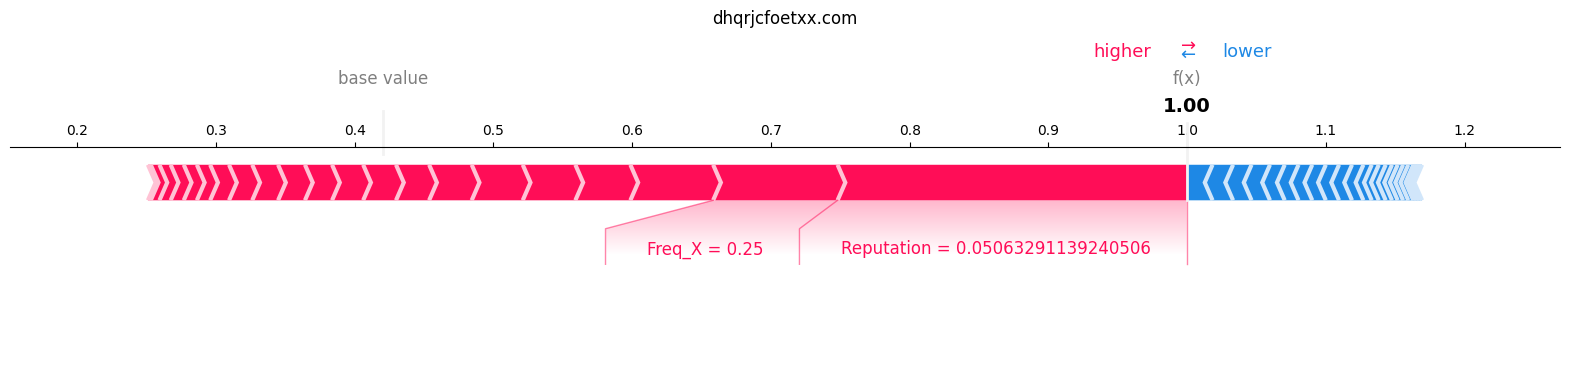 dhqrjcfoetxx.com
higher ⇄ lower
base value f(x)
1.00
0.2 0.3 0.4 0.5 0.6 0.7 0.8 0.9 1.0 1.1 1.2
Freq_X = 0.25 Reputation = 0.05063291139240506